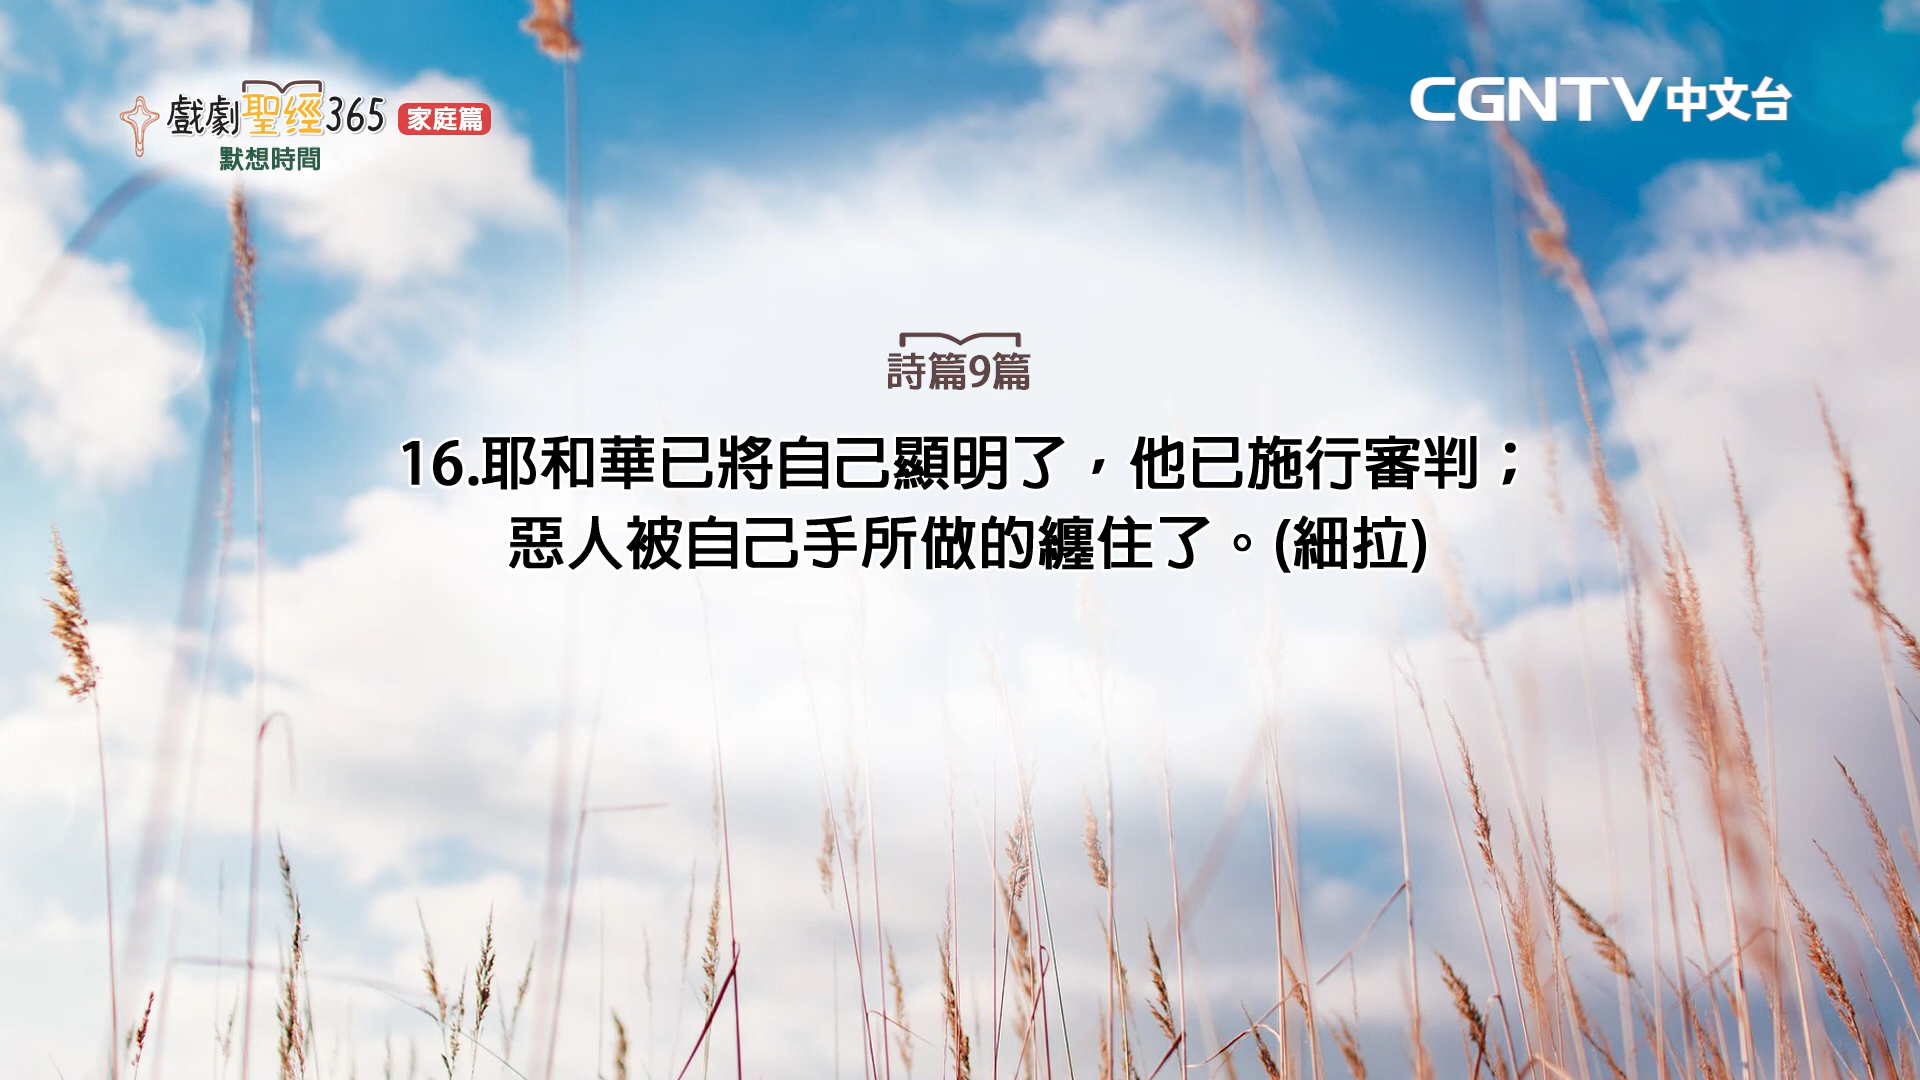 戲劇聖經365 家庭篇
默想時間
CGNTV中文台
詩篇9篇
16.耶和華已將自己顯明了，他已施行審判；
惡人被自己手所做的纏住了。(細拉)